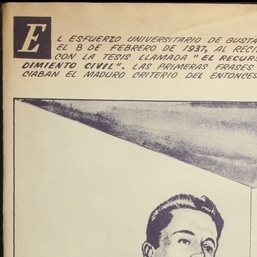 EL ESFUERZO UNIVERSITARIO DE GUSTA
EL 8 DE FEBRERO DE 1937, AL RECI
CON LA TESIS LLAMADA "EL RECUR
DIMIENTO CIVIL". LAS PRIMERAS FRASES
CIABAN EL MADURO CRITERIO DEL ENTONCES